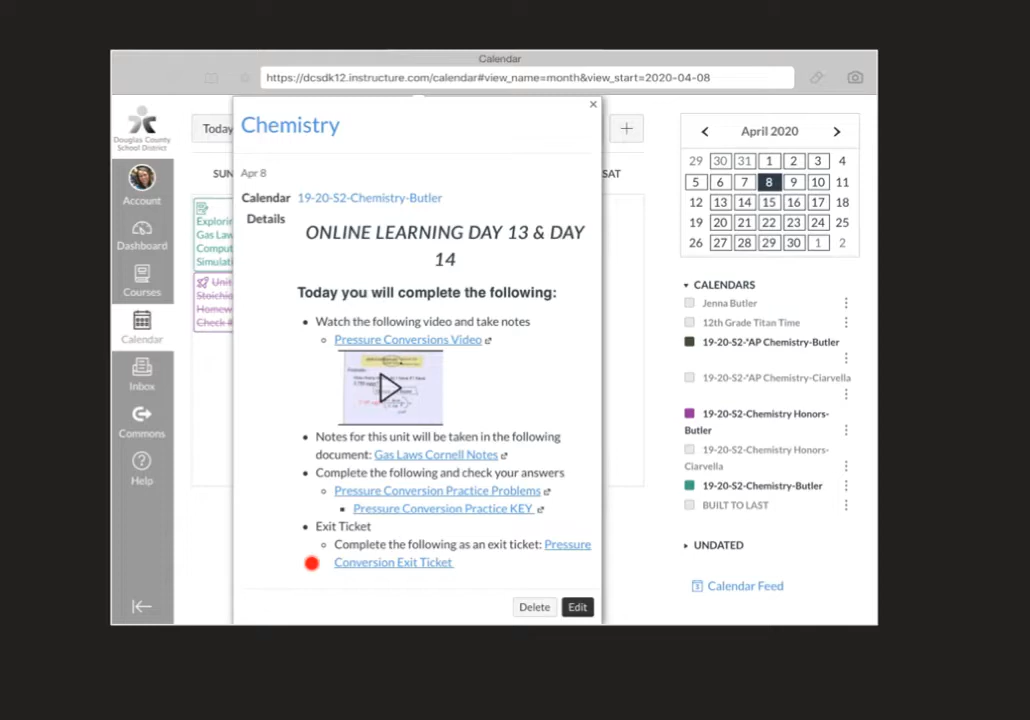 Calendar
https://dcsdk12.instructure.com/calendar#view_name=month&view_start=2020-04-08
Douglas County
School District
Account
Dashboard
Courses
Calendar
Inbox
Commons
Help
Today
SUN
SAT
Explorin
Gas Law
Comput
Simulati
Unit
Stoichio
Homew
Check #
Chemistry
×
Apr 8
Calendar 19-20-S2-Chemistry-Butler
Details
ONLINE LEARNING DAY 13 & DAY
14
Today you will complete the following:
• Watch the following video and take notes
Pressure Conversions Video
• Notes for this unit will be taken in the following
document: Gas Laws Cornell Notes
• Complete the following and check your answers
Pressure Conversion Practice Problems
Pressure Conversion Practice KEY
• Exit Ticket
Complete the following as an exit ticket: Pressure
Conversion Exit Ticket
Delete Edit
+
April 2020
29 30 31 1 2 3 4
5 6 7 8 9 10 11
12 13 14 15 16 17 18
19 20 21 22 23 24 25
26 27 28 29 30 1 2
CALENDARS
Jenna Butler
12th Grade Titan Time
19-20-S2-*AP Chemistry-Butler
19-20-S2-*AP Chemistry-Ciarvella
19-20-S2-Chemistry Honors-
Butler
19-20-S2-Chemistry Honors-
Ciarvella
19-20-S2-Chemistry-Butler
BUILT TO LAST
UNDATED
Calendar Feed